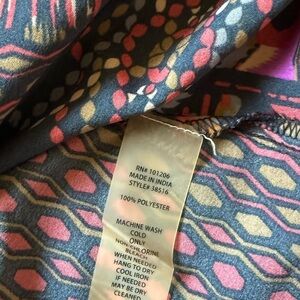 RN# 101206
MADE IN INDIA
STYLE# 38516
100% POLYESTER
MACHINE WASH
COLD
ONLY
NON-CHLORINE
BLEACH
WHEN NEEDED
HANG TO DRY
COOL IRON
IF NEEDED
MAY BE DRY
CLEANED